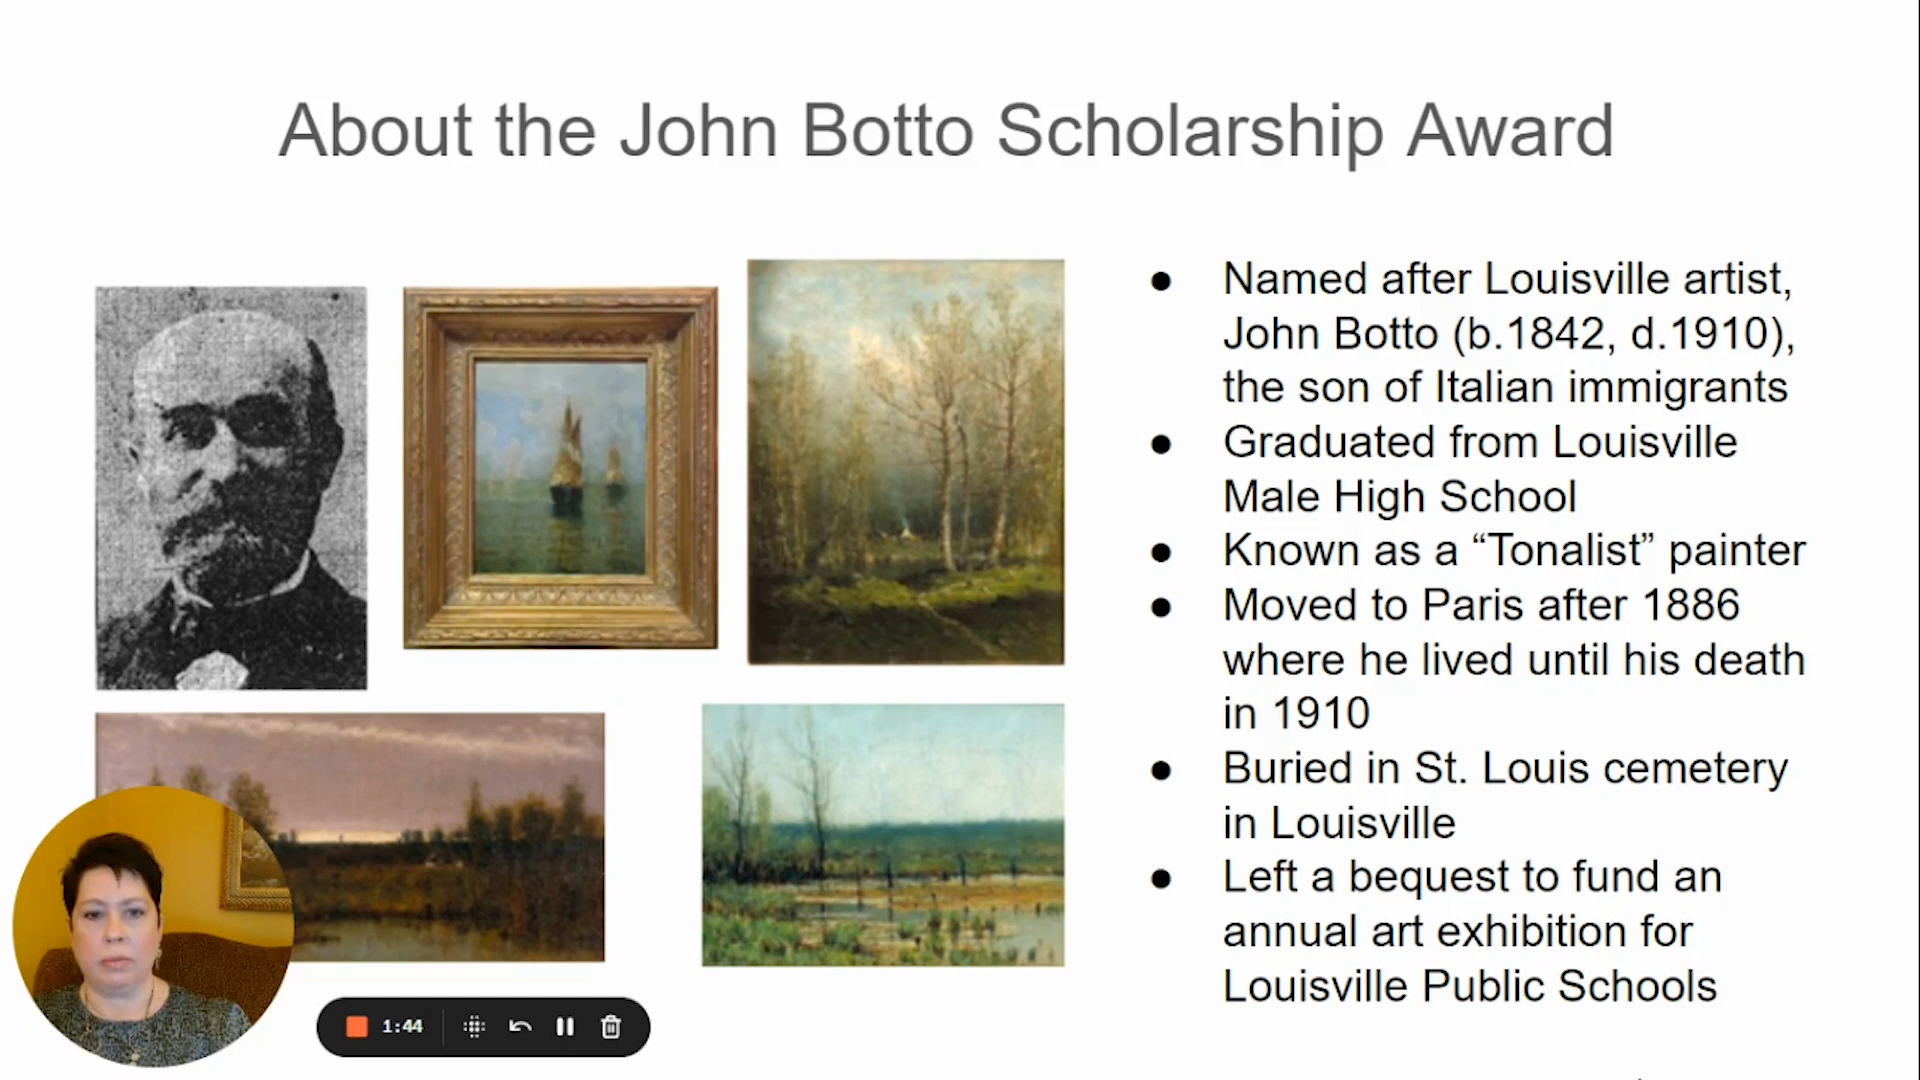 About the John Botto Scholarship Award
● Named after Louisville artist,
John Botto (b.1842, d.1910),
the son of Italian immigrants
● Graduated from Louisville
Male High School
● Known as a “Tonalist” painter
● Moved to Paris after 1886
where he lived until his death
in 1910
● Buried in St. Louis cemetery
in Louisville
● Left a bequest to fund an
annual art exhibition for
Louisville Public Schools
1:44